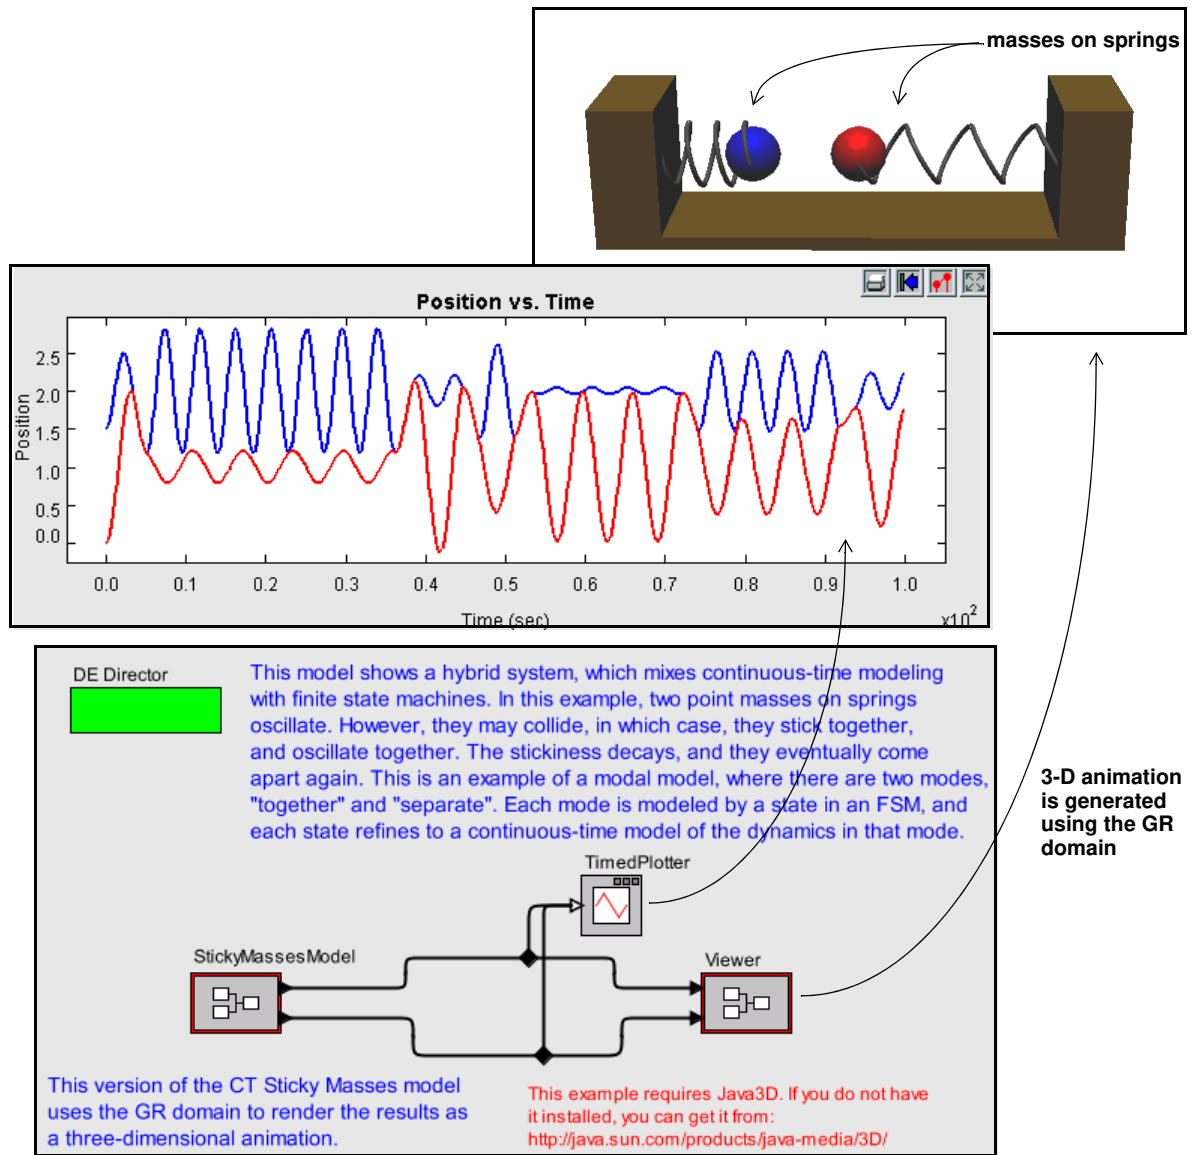 masses on springs
Position vs. Time
2.5
2.0
1.5
1.0
0.5
0.0
Position
0.0 0.1 0.2 0.3 0.4 0.5 0.6 0.7 0.8 0.9 1.0
Time (sec)
x10^2
DE Director
This model shows a hybrid system, which mixes continuous-time modeling
with finite state machines. In this example, two point masses on springs
oscillate. However, they may collide, in which case, they stick together,
and oscillate together. The stickiness decays, and they eventually come
apart again. This is an example of a modal model, where there are two modes,
"together" and "separate". Each mode is modeled by a state in an FSM, and
each state refines to a continuous-time model of the dynamics in that mode.
3-D animation
is generated
using the GR
domain
TimedPlotter
StickyMassesModel
Viewer
This version of the CT Sticky Masses model
uses the GR domain to render the results as
a three-dimensional animation.
This example requires Java3D. If you do not have
it installed, you can get it from:
http://java.sun.com/products/java-media/3D/